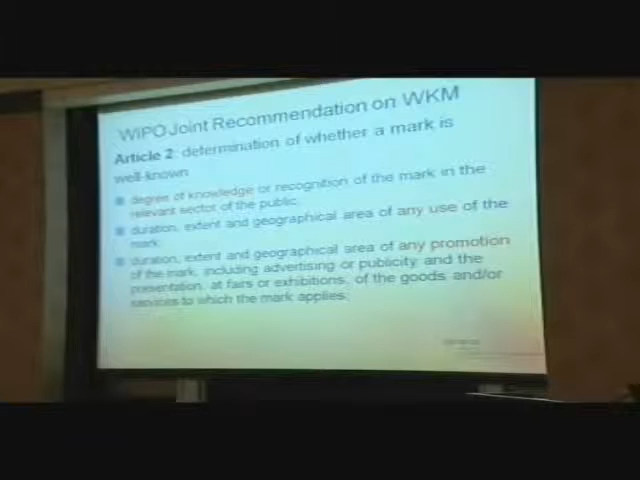 WIPO Joint Recommendation on WKM
Article 2: determination of whether a mark is
well-known
degree of knowledge or recognition of the mark in the
relevant sector of the public;
duration, extent and geographical area of any use of the
mark;
duration, extent and geographical area of any promotion
of the mark, including advertising or publicity and the
presentation, at fairs or exhibitions, of the goods and/or
services to which the mark applies;